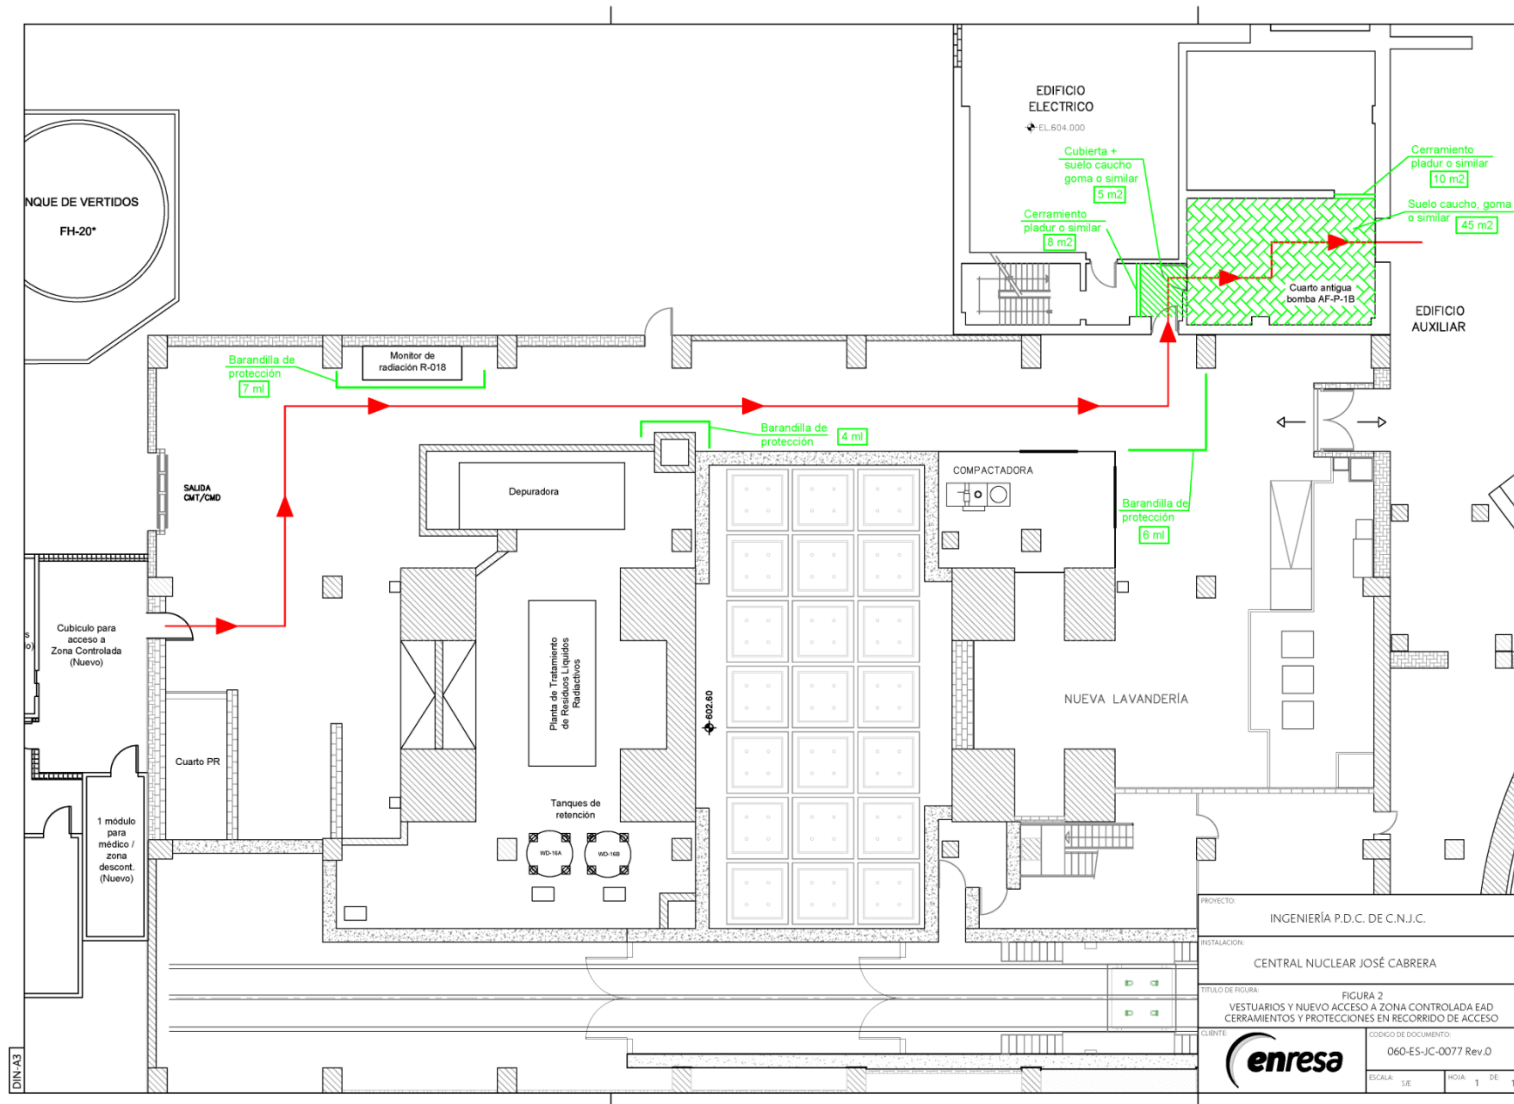 EDIFICIO
ELECTRICO
EL.604.000
Cubierta +
suelo caucho
goma o similar
5 m2
Cerramiento
pladur o similar
10 m2
Suelo caucho, goma
o similar
45 m2
Cerramiento
pladur o similar
8 m2
NQUE DE VERTIDOS
FH-20*
Cuarto antigua
bomba AF-P-1B
EDIFICIO
AUXILIAR
Barandilla de
protección
7 ml
Monitor de
radiación R-018
Barandilla de
protección
4 ml
SALIDA
CMT/CMD
Depuradora
COMPACTADORA
Barandilla de
protección
6 ml
Cubiculo para
acceso a
Zona Controlada
(Nuevo)
Planta de Tratamiento
de Residuos Líquidos
Radiactivos
602.60
NUEVA LAVANDERÍA
Cuarto PR
1 módulo
para
médico /
zona
descont.
(Nuevo)
Tanques de
retención
WD-16A
WD-16B
PROYECTO:
INGENIERÍA P.D.C. DE C.N.J.C.
INSTALACION:
CENTRAL NUCLEAR JOSÉ CABRERA
TITULO DE FIGURA:
FIGURA 2
VESTUARIOS Y NUEVO ACCESO A ZONA CONTROLADA EAD
CERRAMIENTOS Y PROTECCIONES EN RECORRIDO DE ACCESO
CLIENTE:
enresa
CODIGO DE DOCUMENTO:
060-ES-JC-0077 Rev.0
ESCALA: S/E
HOJA: 1 DE: 1
DIN-A3